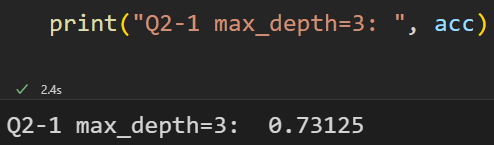 print("Q2-1 max_depth=3: ", acc)
2.4s
Q2-1 max_depth=3:  0.73125